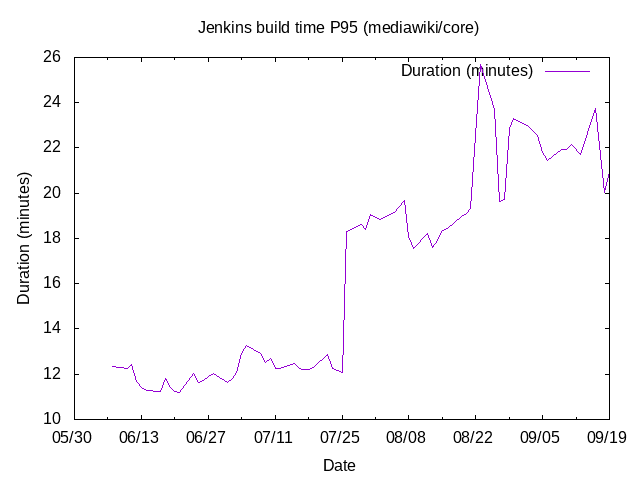 Jenkins build time P95 (mediawiki/core)
Duration (minutes)
26
24
22
20
18
16
14
12
10
Duration (minutes)
05/30 06/13 06/27 07/11 07/25 08/08 08/22 09/05 09/19
Date